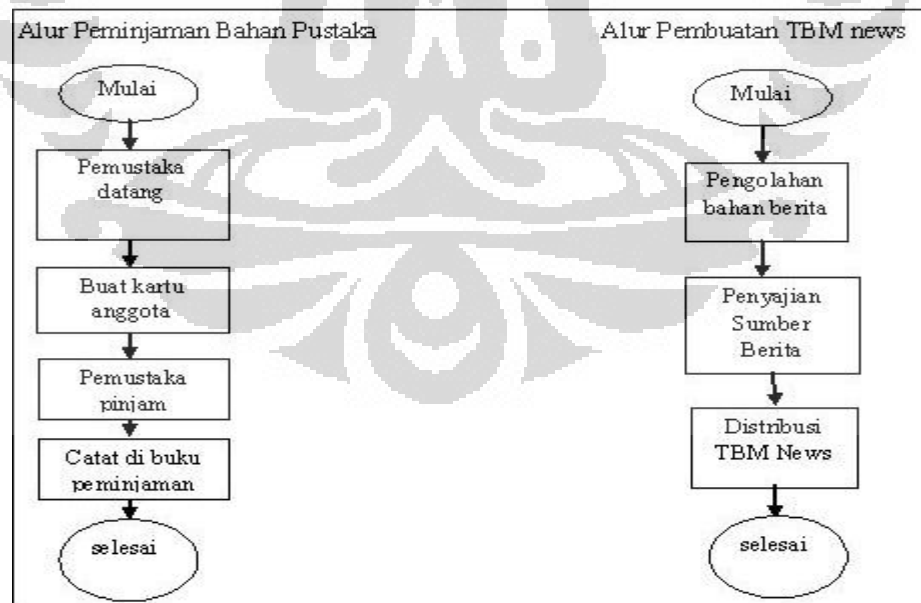 Alur Peminjaman Bahan Pustaka
Mulai
Pemustaka
datang
Buat kartu
anggota
Pemustaka
pinjam
Catat di buku
peminjaman
selesai
Alur Pembuatan TBM news
Mulai
Pengolahan
bahan berita
Penyajian
Sumber
Berita
Distribusi
TBM News
selesai